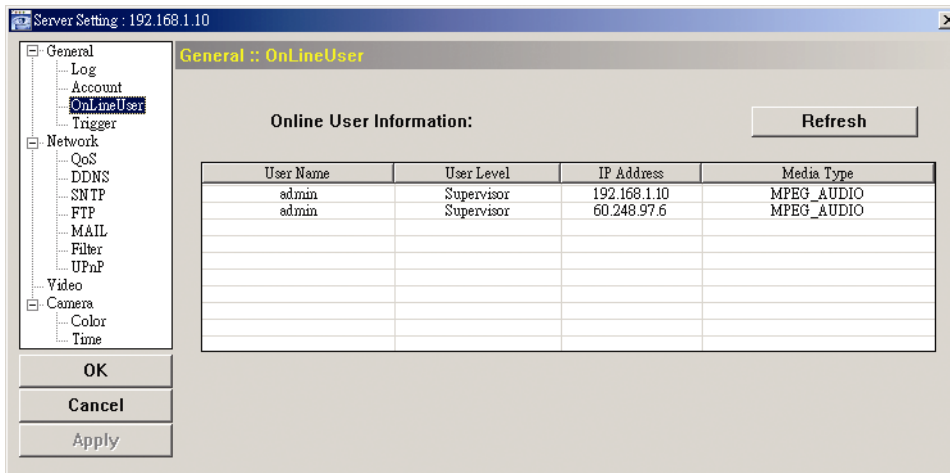 Server Setting : 192.168.1.10
General
Log
Account
OnLineUser
Trigger
Network
QoS
DDNS
SNTP
FTP
MAIL
Filter
UPnP
Video
Camera
Color
Time
OK
Cancel
Apply
General :: OnLineUser
Online User Information:
Refresh
User Name User Level IP Address Media Type
admin Supervisor 192.168.1.10 MPEG_AUDIO
admin Supervisor 60.248.97.6 MPEG_AUDIO